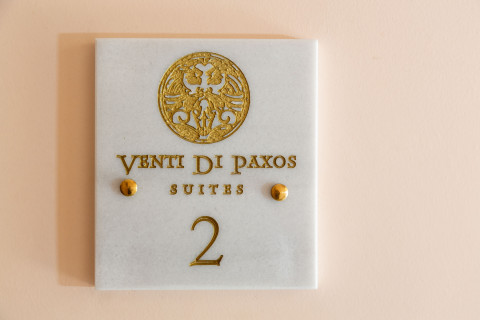 VENTI DI PAXOS
SUITES
2